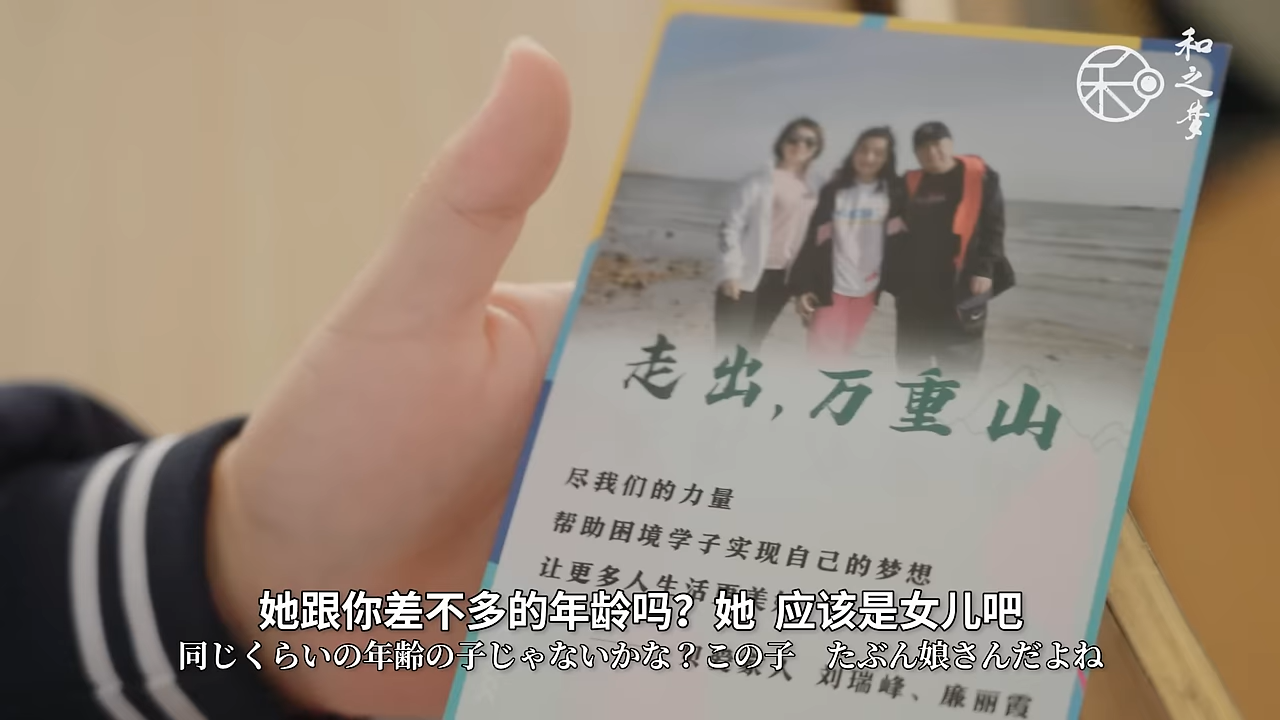 和之梦
走出,万重山
尽我们的力量
帮助困境学子实现自己的梦想
让更多人生活更美
她跟你差不多的年龄吗？她 应该是女儿吧
同じくらいの年齢の子じゃないかな？この子 たぶん娘さんだよね
刘瑞峰、廉丽霞